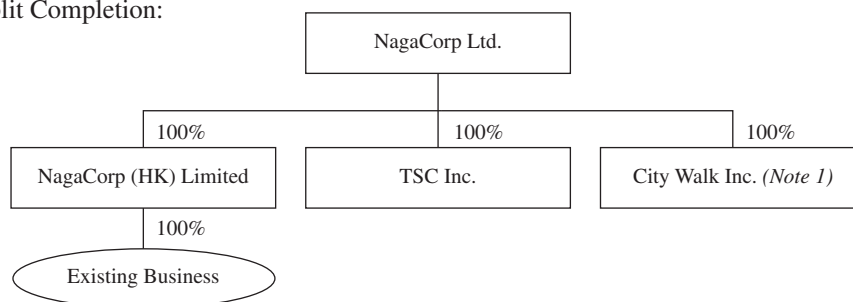 lit Completion:
NagaCorp Ltd.
100% 100% 100%
NagaCorp (HK) Limited TSC Inc. City Walk Inc. (Note 1)
100%
Existing Business